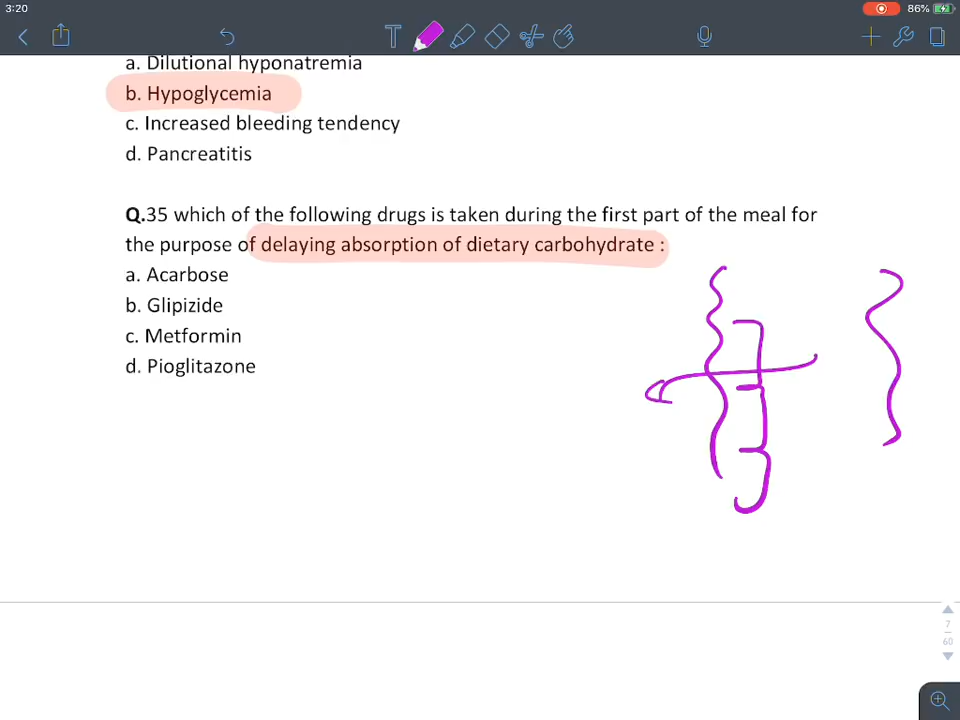 3:20
86%
T
a. Dilutional hyponatremia
b. Hypoglycemia
c. Increased bleeding tendency
d. Pancreatitis
Q.35 which of the following drugs is taken during the first part of the meal for
the purpose of delaying absorption of dietary carbohydrate :
a. Acarbose
b. Glipizide
c. Metformin
d. Pioglitazone
7
60